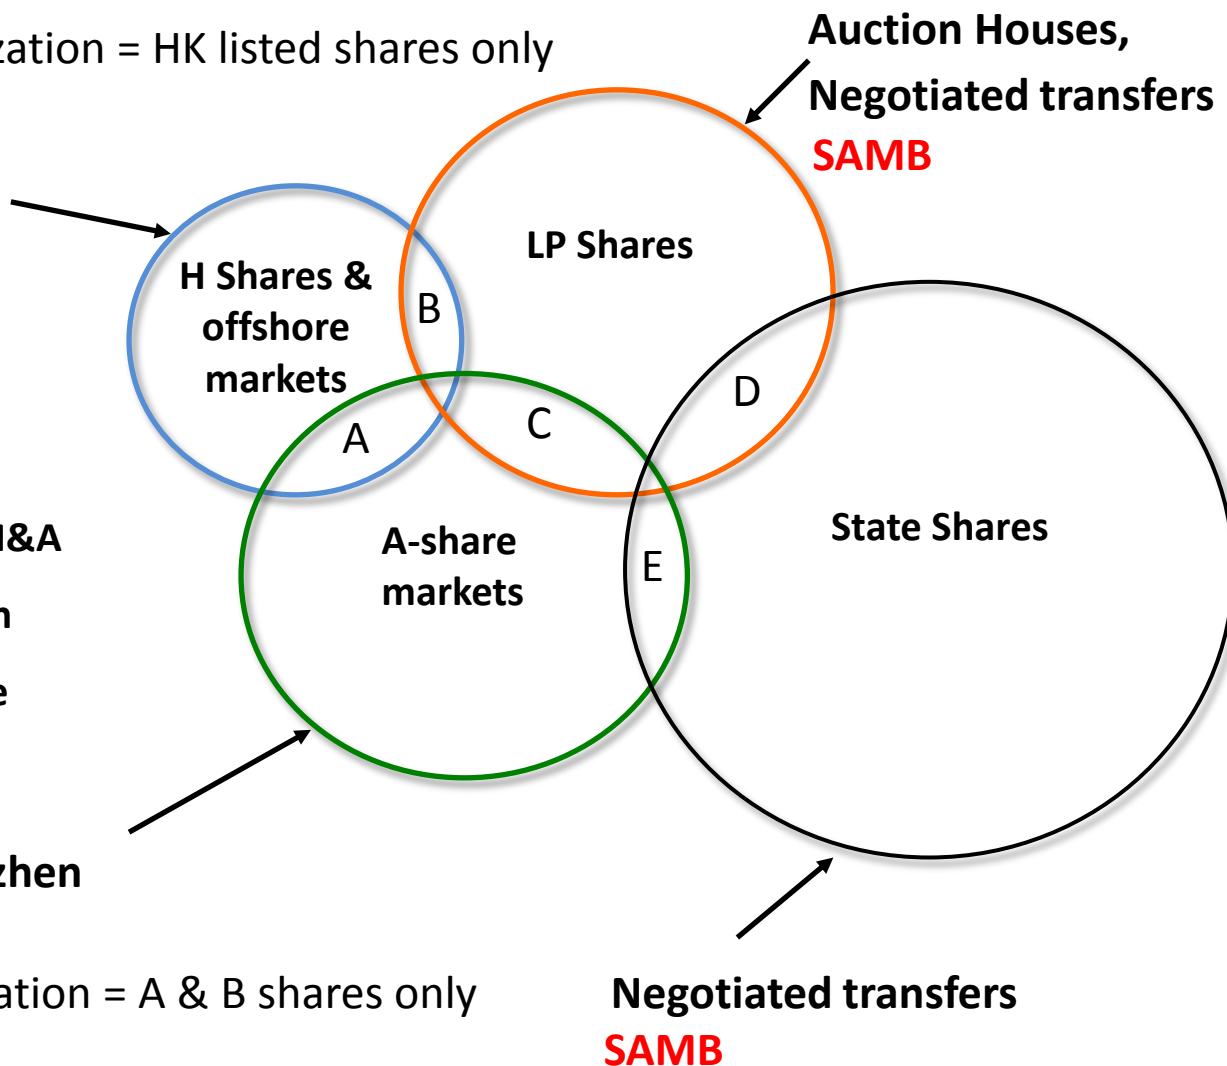 zation = HK listed shares only
Auction Houses,
Negotiated transfers
SAMB
LP Shares
H Shares &
offshore
markets
B
D
A
C
A-share
markets
E
State Shares
I&A
n
e
zhen
ation = A & B shares only
Negotiated transfers
SAMB